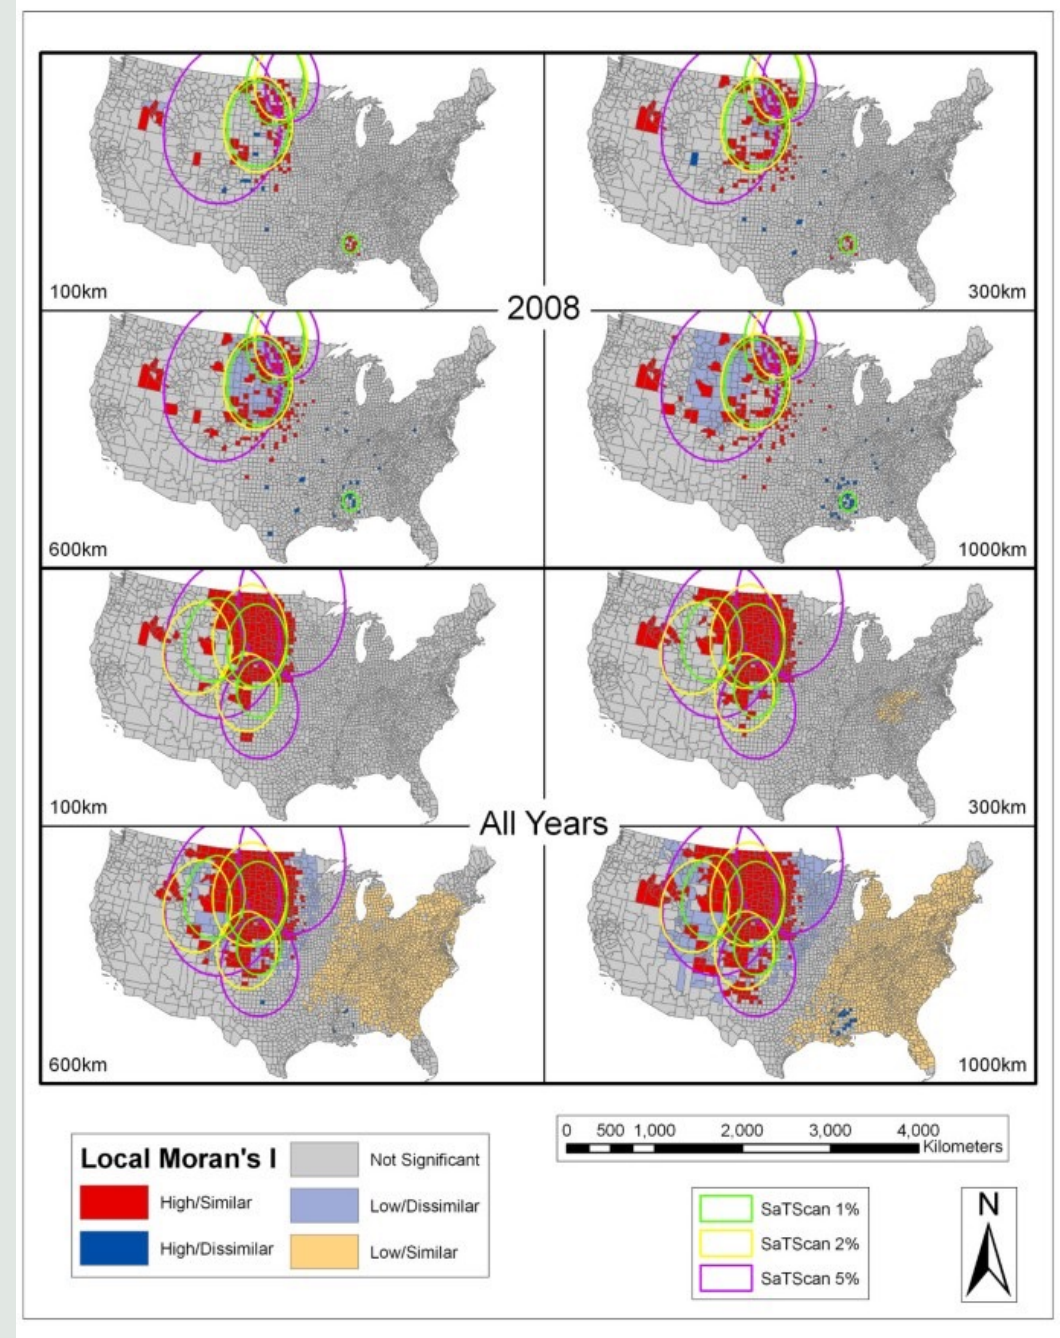 100km
300km
2008
600km
1000km
100km
300km
All Years
600km
1000km
Local Moran's I
High/Similar
High/Dissimilar
Not Significant
Low/Dissimilar
Low/Similar
0 500 1,000 2,000 3,000 4,000
Kilometers
SaTScan 1%
SaTScan 2%
SaTScan 5%
N